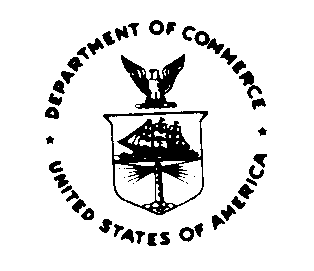 DEPARTMENT OF COMMERCE
UNITED STATES OF AMERICA